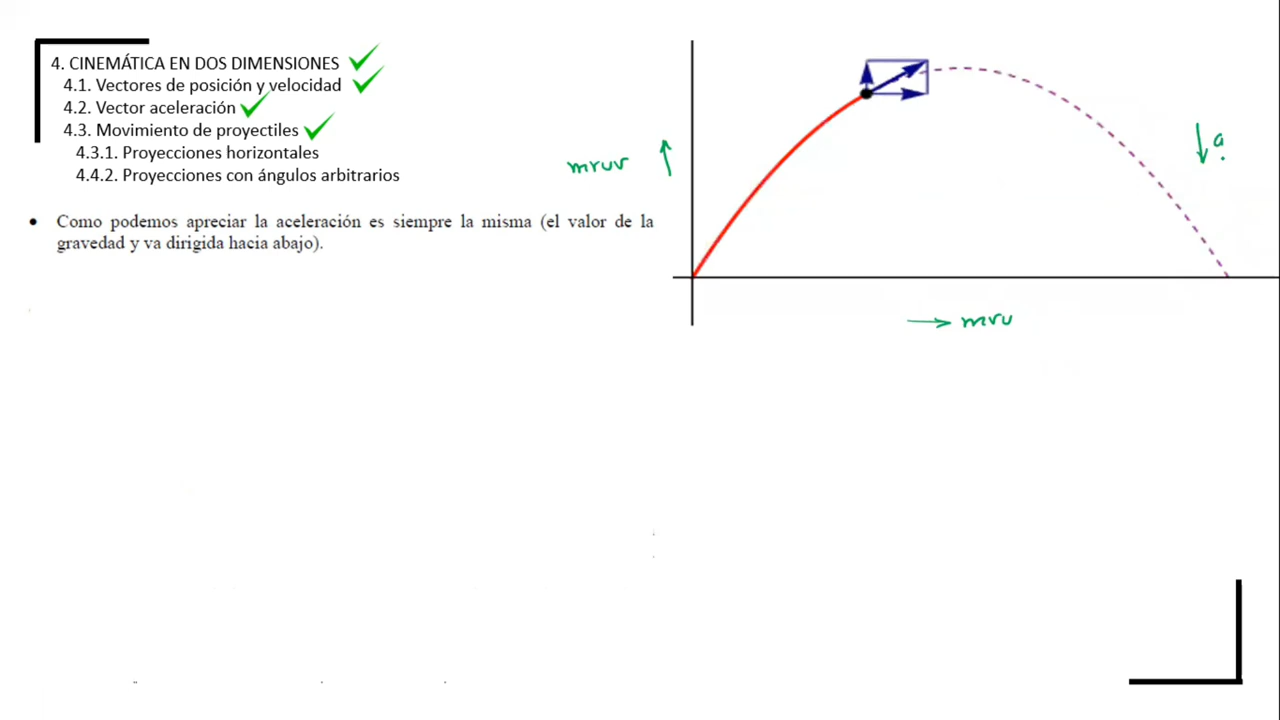 4. CINEMÁTICA EN DOS DIMENSIONES
4.1. Vectores de posición y velocidad
4.2. Vector aceleración
4.3. Movimiento de proyectiles
4.3.1. Proyecciones horizontales
4.4.2. Proyecciones con ángulos arbitrarios
• Como podemos apreciar la aceleración es siempre la misma (el valor de la
gravedad y va dirigida hacia abajo).
mruv
a
mru